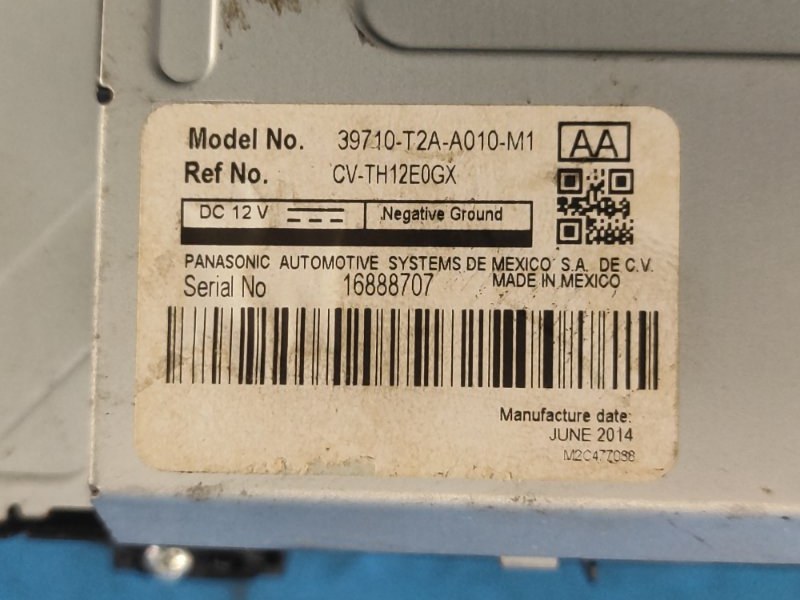 Model No. 39710-T2A-A010-M1 AA
Ref No. CV-TH12E0GX
DC 12 V Negative Ground
PANASONIC AUTOMOTIVE SYSTEMS DE MEXICO S.A. DE C.V.
Serial No 16888707 MADE IN MEXICO
Manufacture date:
JUNE 2014
M2C477088